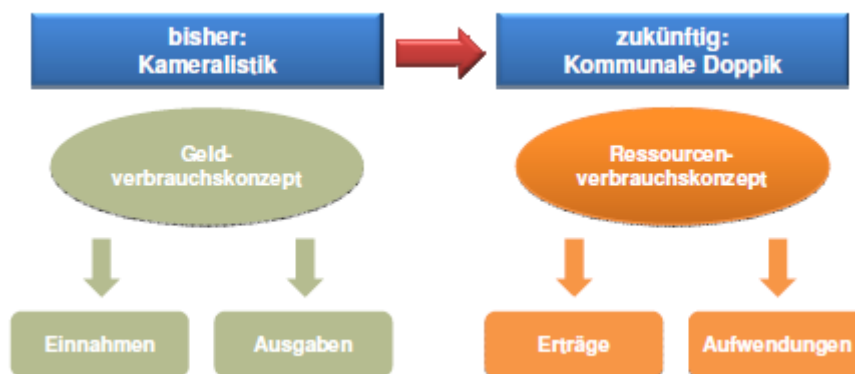 bisher:
Kameralistik
zukünftig:
Kommunale Doppik
Geld-
verbrauchskonzept
Ressourcen-
verbrauchskonzept
Einnahmen
Ausgaben
Erträge
Aufwendungen